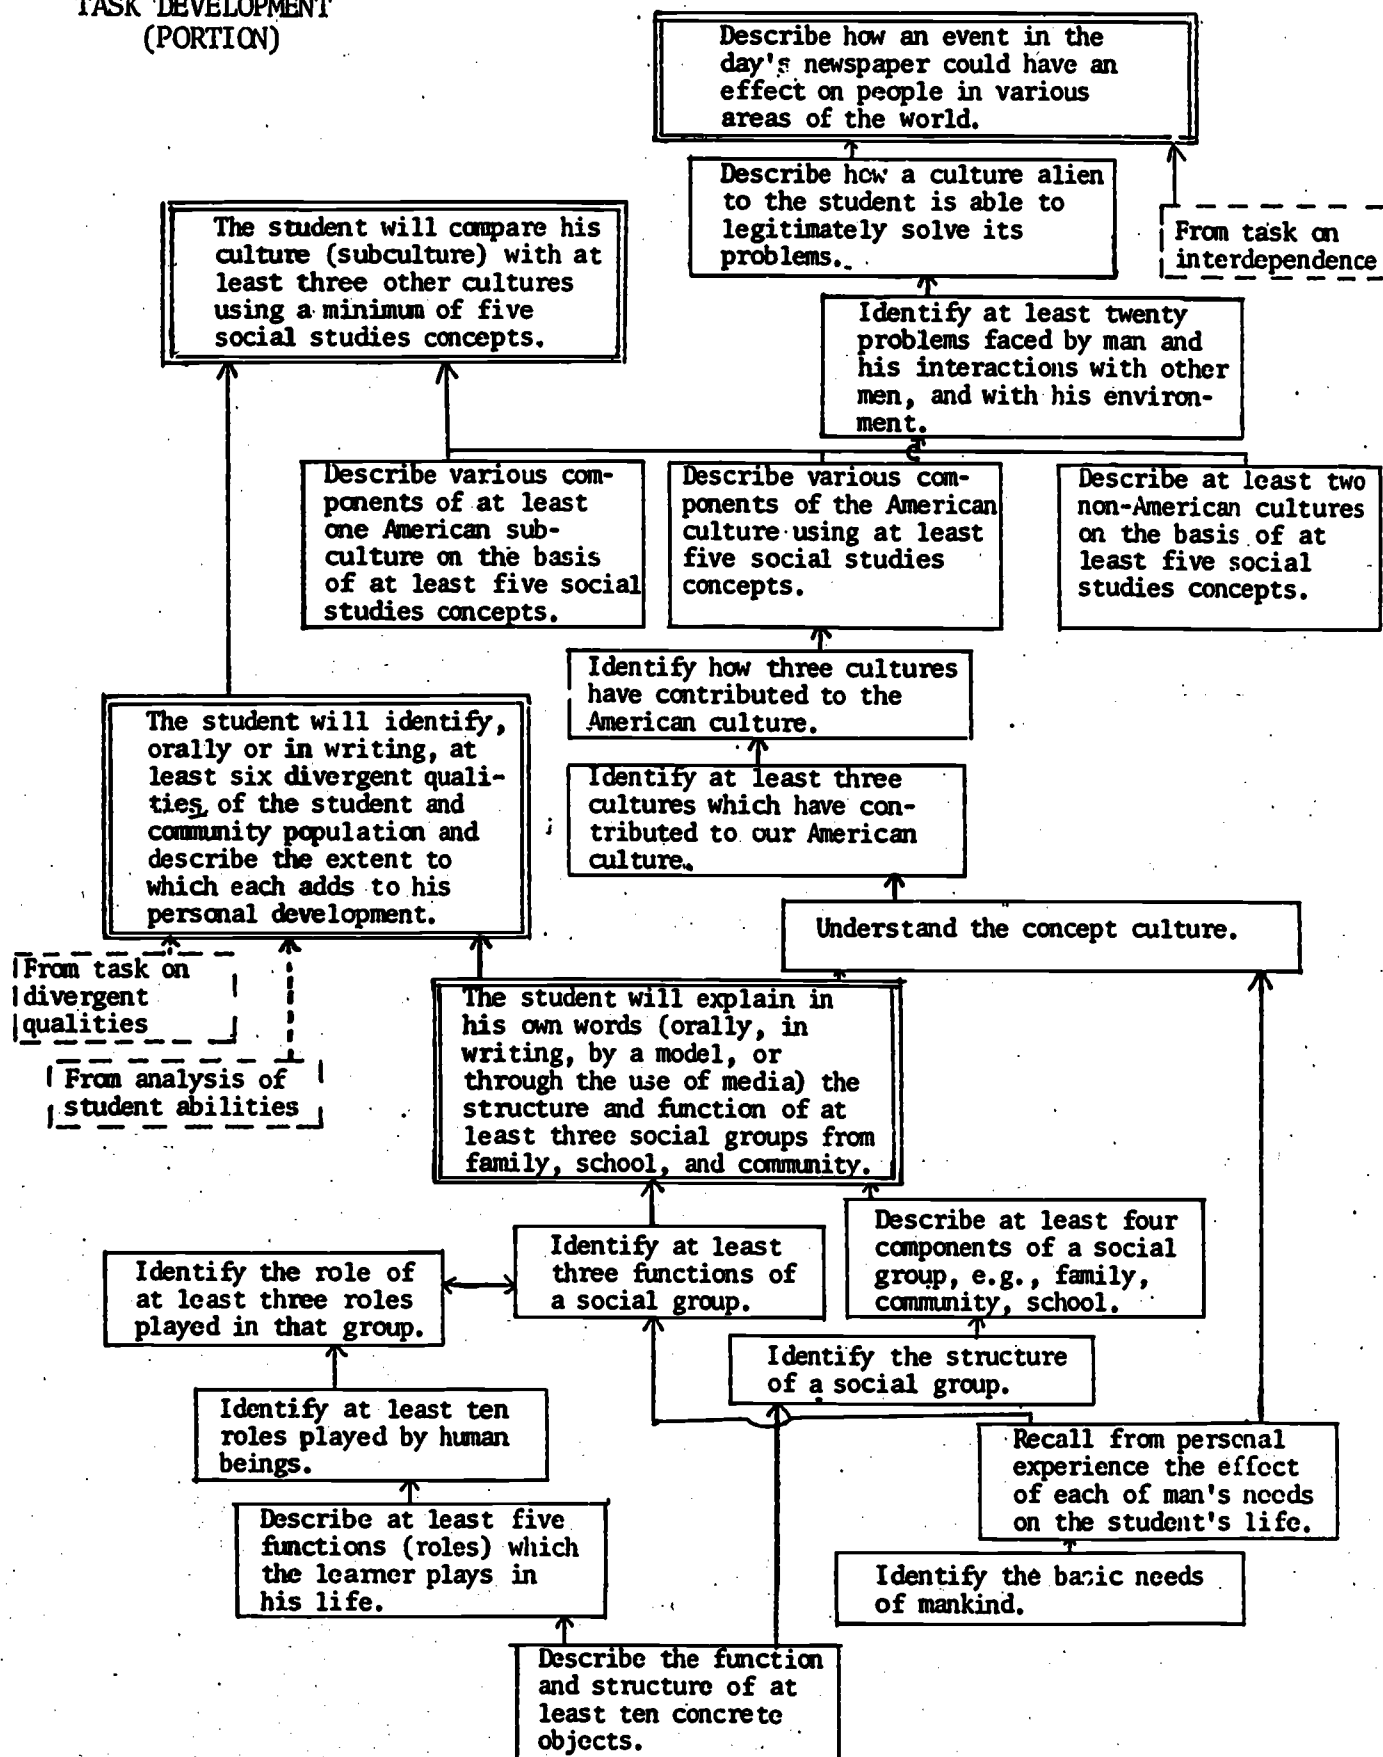 TASK DEVELOPMENT
(PORTION)
Describe how an event in the
day's newspaper could have an
effect on people in various
areas of the world.
Describe how a culture alien
to the student is able to
legitimately solve its
problems.
From task on
interdependence
The student will compare his
culture (subculture) with at
least three other cultures
using a minimum of five
social studies concepts.
Identify at least twenty
problems faced by man and
his interactions with other
men, and with his environ-
ment.
Describe various com-
ponents of at least
one American sub-
culture on the basis
of at least five social
studies concepts.
Describe various com-
ponents of the American
culture using at least
five social studies
concepts.
Describe at least two
non-American cultures
on the basis of at
least five social
studies concepts.
Identify how three cultures
have contributed to the
American culture.
The student will identify,
orally or in writing, at
least six divergent quali-
ties of the student and
community population and
describe the extent to
which each adds to his
personal development.
Identify at least three
cultures which have con-
tributed to our American
culture.
Understand the concept culture.
From task on
divergent
qualities
From analysis of
student abilities
The student will explain in
his own words (orally, in
writing, by a model, or
through the use of media) the
structure and function of at
least three social groups from
family, school, and community.
Describe at least four
components of a social
group, e.g., family,
community, school.
Identify at least
three functions of
a social group.
Identify the role of
at least three roles
played in that group.
Identify the structure
of a social group.
Identify at least ten
roles played by human
beings.
Recall from personal
experience the effect
of each of man's needs
on the student's life.
Describe at least five
functions (roles) which
the learner plays in
his life.
Identify the basic needs
of mankind.
Describe the function
and structure of at
least ten concrete
objects.